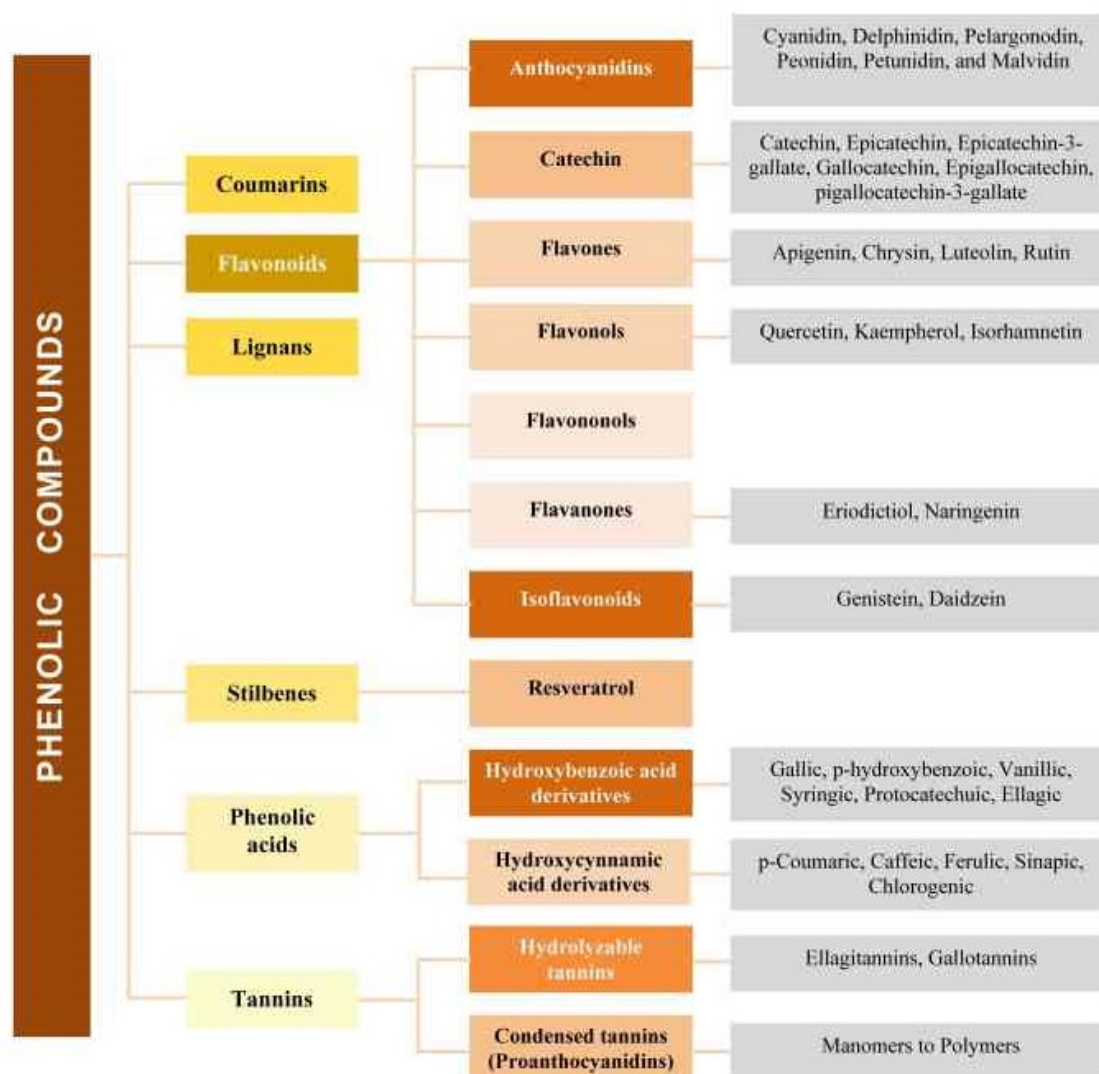 PHENOLIC COMPOUNDS
Coumarins
Flavonoids
Lignans
Stilbenes
Phenolic
acids
Tannins
Anthocyanidins
Cyanidin, Delphinidin, Pelargonodin,
Peonidin, Petunidin, and Malvidin
Catechin
Catechin, Epicatechin, Epicatechin-3-
gallate, Gallocatechin, Epigallocatechin,
pigallocatechin-3-gallate
Flavones
Apigenin, Chrysin, Luteolin, Rutin
Flavonols
Quercetin, Kaempherol, Isorhamnetin
Flavononols
Flavanones
Eriodictiol, Naringenin
Isoflavonoids
Genistein, Daidzein
Resveratrol
Hydroxybenzoic acid
derivatives
Gallic, p-hydroxybenzoic, Vanillic,
Syringic, Protocatechuic, Ellagic
Hydroxycynnamic
acid derivatives
p-Coumaric, Caffeic, Ferulic, Sinapic,
Chlorogenic
Hydrolyzable
tannins
Ellagitannins, Gallotannins
Condensed tannins
(Proanthocyanidins)
Manomers to Polymers